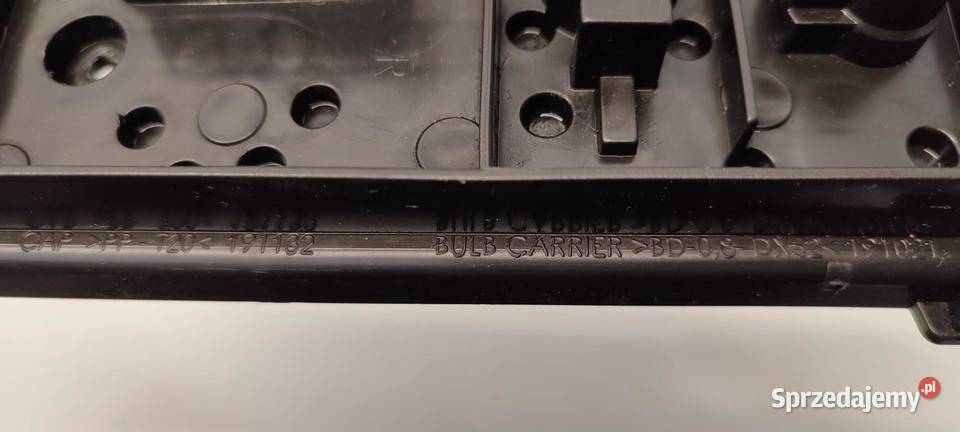 R
CAP >PP-T20< 191132 BULB CARRIER >BD-0,8-DX52< 191021
Sprzedajemy.pl